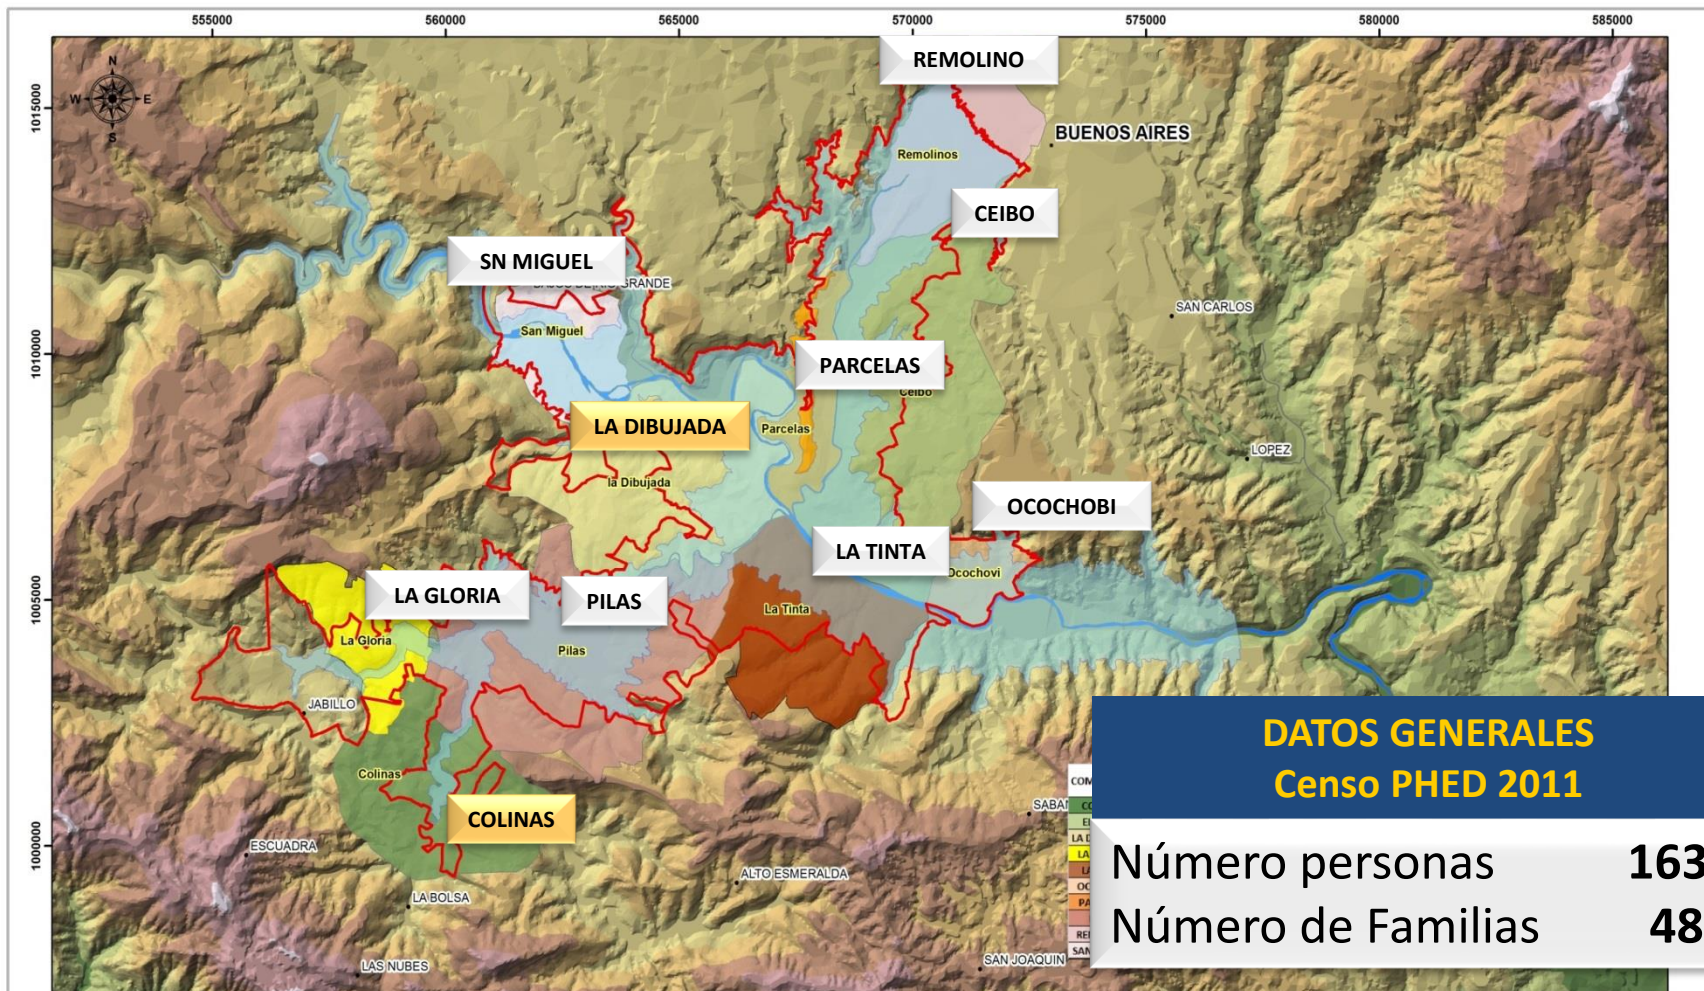 555000
560000
565000
570000
575000
580000
585000
N
W
E
S
1015000
1010000
1005000
1000000
REMOLINO
BUENOS AIRES
Remolinos
CEIBO
SN MIGUEL
GRANDE
SAN CARLOS
San Miguel
PARCELAS
Ceibo
LA DIBUJADA
Parcelas
LOPEZ
la Dibujada
OCOCHOBI
LA TINTA
Ocochovi
LA GLORIA
PILAS
La Tinta
La Gloria
Pilas
JABILLO
Colinas
COLINAS
ESCUADRA
ALTO ESMERALDA
LA BOLSA
LAS NUBES
SAN JOAQUIN
DATOS GENERALES
Censo PHED 2011
Número personas 163
Número de Familias 48